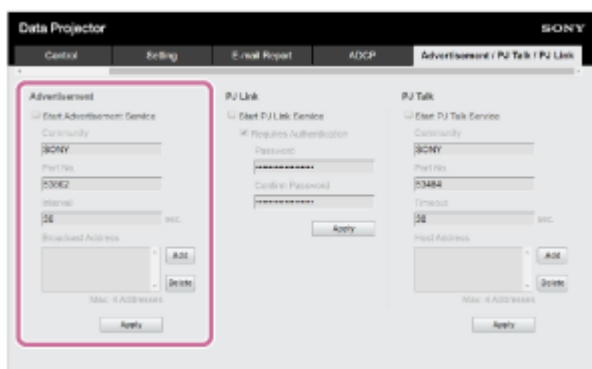 Data Projector
SONY
Control
Setting
E-mail Report
ADCP
Advertisement / PJ Talk / PJ Link
Advertisement
Start Advertisement Service
Community
SONY
Port No.
53862
Interval
30
sec.
Broadcast Address
Add
Delete
Max: 4 Addresses
Apply
PJ Link
Start PJ Link Service
Requires Authentication
Password
Confirm Password
Apply
PJ Talk
Start PJ Talk Service
Community
SONY
Port No.
53484
Timeout
30
sec.
Host Address
Add
Delete
Max: 4 Addresses
Apply